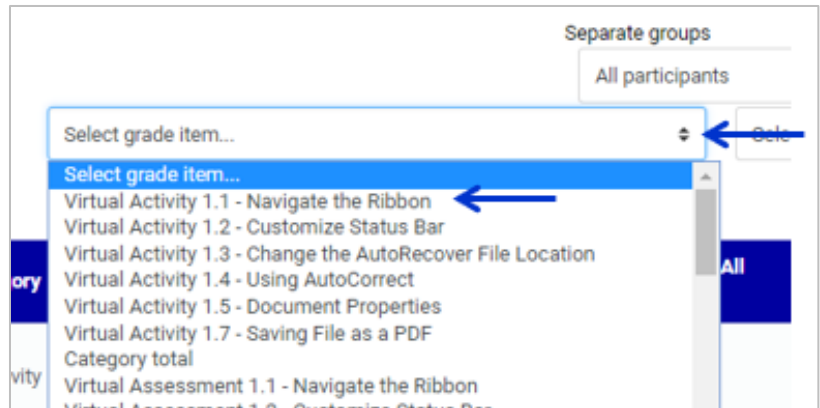 Separate groups
All participants
Select grade item...
Select grade item...
Virtual Activity 1.1 - Navigate the Ribbon
Virtual Activity 1.2 - Customize Status Bar
Virtual Activity 1.3 - Change the AutoRecover File Location
All
ory
Virtual Activity 1.4 - Using AutoCorrect
Virtual Activity 1.5 - Document Properties
Virtual Activity 1.7 - Saving File as a PDF
Category total
vity
Virtual Assessment 1.1 - Navigate the Ribbon